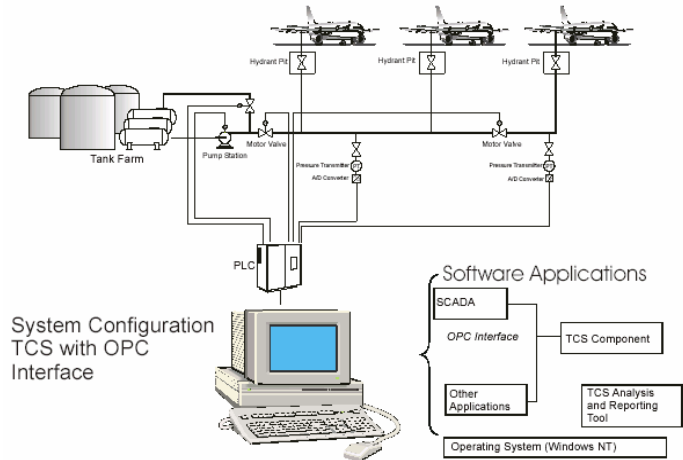 Hydrant Pit
Hydrant Pit
Hydrant Pit
Tank Farm
Pump Station
Motor Valve
Motor Valve
Pressure Transmitter
PT
A/D Converter
Pressure Transmitter
PT
A/D Converter
PLC
System Configuration
TCS with OPC
Interface
Software Applications
SCADA
OPC Interface
TCS Component
Other
Applications
TCS Analysis
and Reporting
Tool
Operating System (Windows NT)